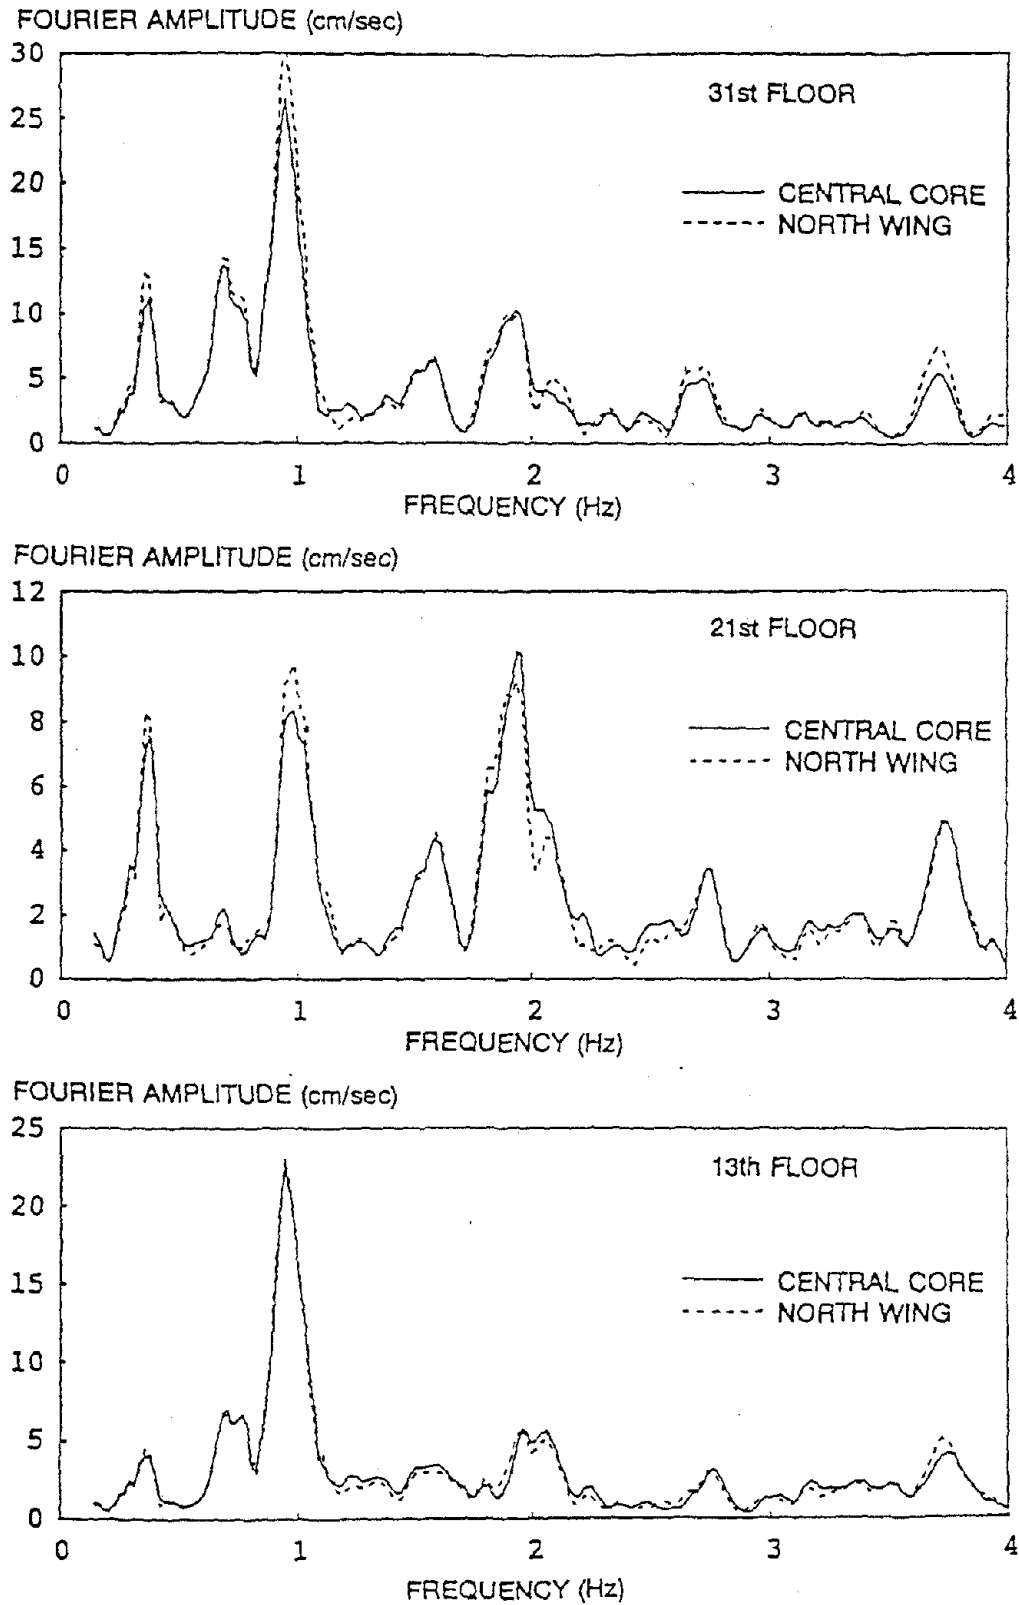 FOURIER AMPLITUDE (cm/sec)
30
25
20
15
10
5
0
31st FLOOR
CENTRAL CORE
NORTH WING
0 1 2 3 4
FREQUENCY (Hz)
FOURIER AMPLITUDE (cm/sec)
12
10
8
6
4
2
0
21st FLOOR
CENTRAL CORE
NORTH WING
0 1 2 3 4
FREQUENCY (Hz)
FOURIER AMPLITUDE (cm/sec)
25
20
15
10
5
0
13th FLOOR
CENTRAL CORE
NORTH WING
0 1 2 3 4
FREQUENCY (Hz)